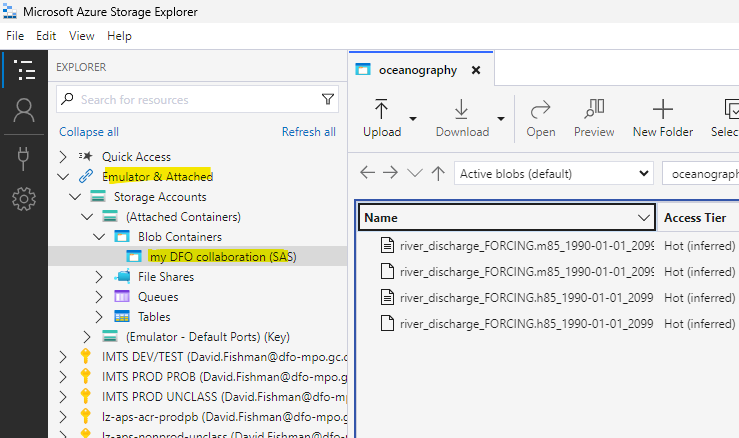 Microsoft Azure Storage Explorer
File Edit View Help
EXPLORER
Search for resources
Collapse all Refresh all
Quick Access
Emulator & Attached
Storage Accounts
(Attached Containers)
Blob Containers
my DFO collaboration (SAS)
File Shares
Queues
Tables
(Emulator - Default Ports) (Key)
IMTS DEV/TEST (David.Fishman@dfo-mpo.gc.c
IMTS PROD PROB (David.Fishman@dfo-mpo.g
IMTS PROD UNCLASS (David.Fishman@dfo-m
lz-aps-acr-prodpb (David.Fishman@dfo-mpo.
lz-aps-nonprod-unclass (David.Fishman@dfo
oceanography
Upload Download Open Preview New Folder Selec
Active blobs (default) oceanograph
Name Access Tier
river_discharge_FORCING.m85_1990-01-01_2099 Hot (inferred)
river_discharge_FORCING.m85_1990-01-01_2099 Hot (inferred)
river_discharge_FORCING.h85_1990-01-01_2099 Hot (inferred)
river_discharge_FORCING.h85_1990-01-01_2099 Hot (inferred)